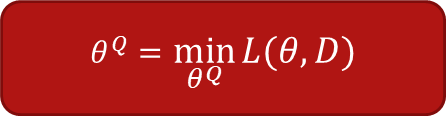 θ^Q = min_{θ^Q} L(θ, D)